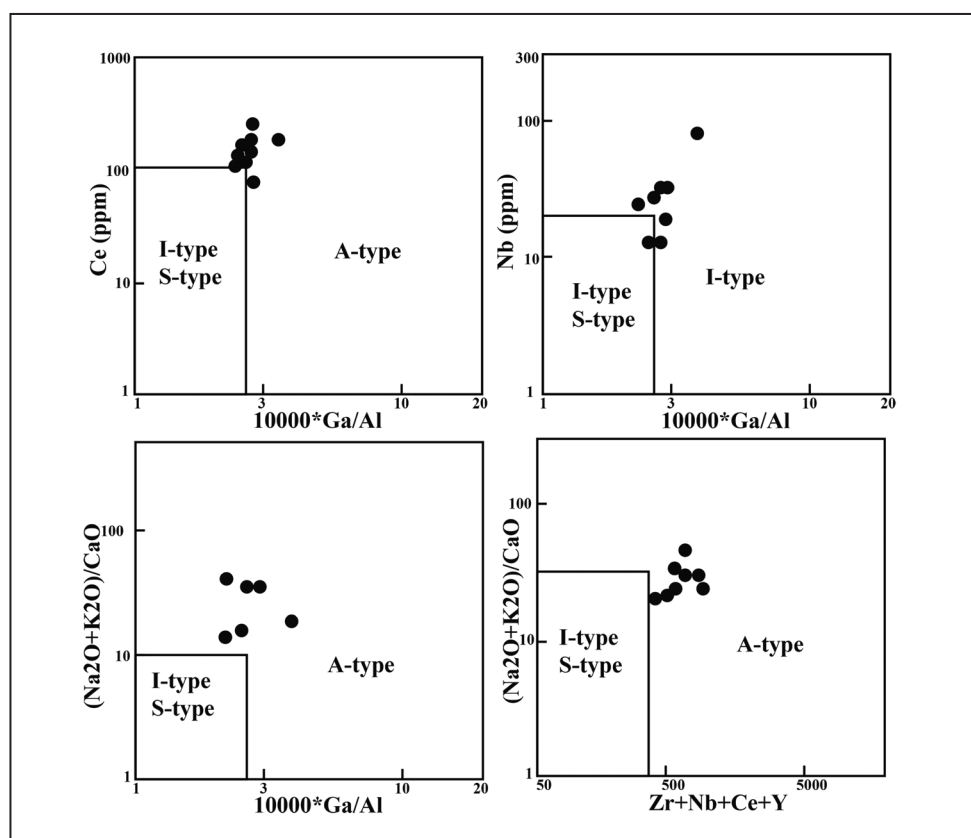 1000
100
10
1
Ce (ppm)
I-type
S-type
A-type
1
3
10
20
10000*Ga/Al
300
100
10
1
Nb (ppm)
I-type
S-type
I-type
1
3
10
20
10000*Ga/Al
100
10
1
(Na2O+K2O)/CaO
I-type
S-type
A-type
1
3
10
20
10000*Ga/Al
100
10
1
(Na2O+K2O)/CaO
I-type
S-type
A-type
50
500
5000
Zr+Nb+Ce+Y